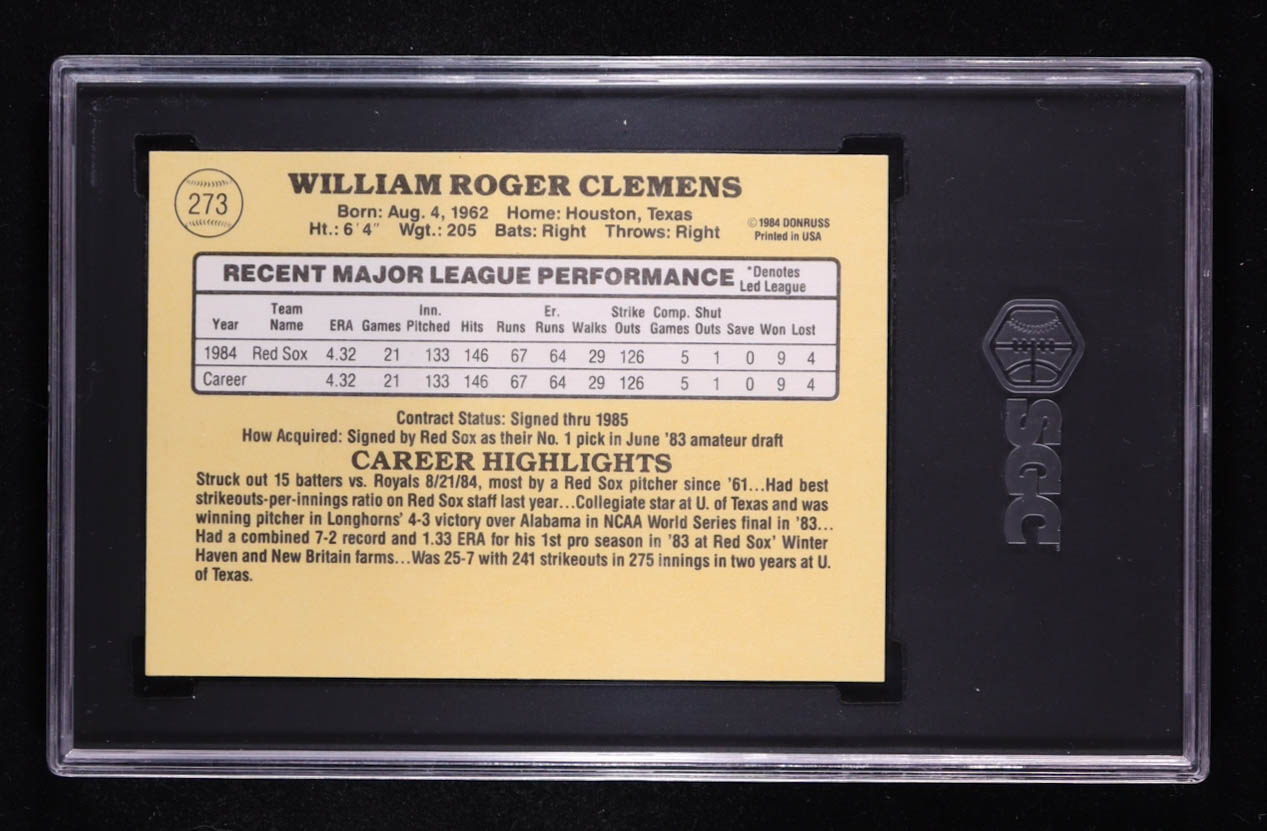 273
WILLIAM ROGER CLEMENS
Born: Aug. 4, 1962 Home: Houston, Texas
Ht.: 6'4" Wgt.: 205 Bats: Right Throws: Right
©1984 DONRUSS
Printed in USA
RECENT MAJOR LEAGUE PERFORMANCE *Denotes
Led League
Team Inn. Er. Strike Comp. Shut
Year Name ERA Games Pitched Hits Runs Runs Walks Outs Games Outs Save Won Lost
1984 Red Sox 4.32 21 133 146 67 64 29 126 5 1 0 9 4
Career 4.32 21 133 146 67 64 29 126 5 1 0 9 4
Contract Status: Signed thru 1985
How Acquired: Signed by Red Sox as their No. 1 pick in June '83 amateur draft
CAREER HIGHLIGHTS
Struck out 15 batters vs. Royals 8/21/84, most by a Red Sox pitcher since '61...Had best
strikeouts-per-innings ratio on Red Sox staff last year...Collegiate star at U. of Texas and was
winning pitcher in Longhorns' 4-3 victory over Alabama in NCAA World Series final in '83...
Had a combined 7-2 record and 1.33 ERA for his 1st pro season in '83 at Red Sox' Winter
Haven and New Britain farms...Was 25-7 with 241 strikeouts in 275 innings in two years at U.
of Texas.
SGC